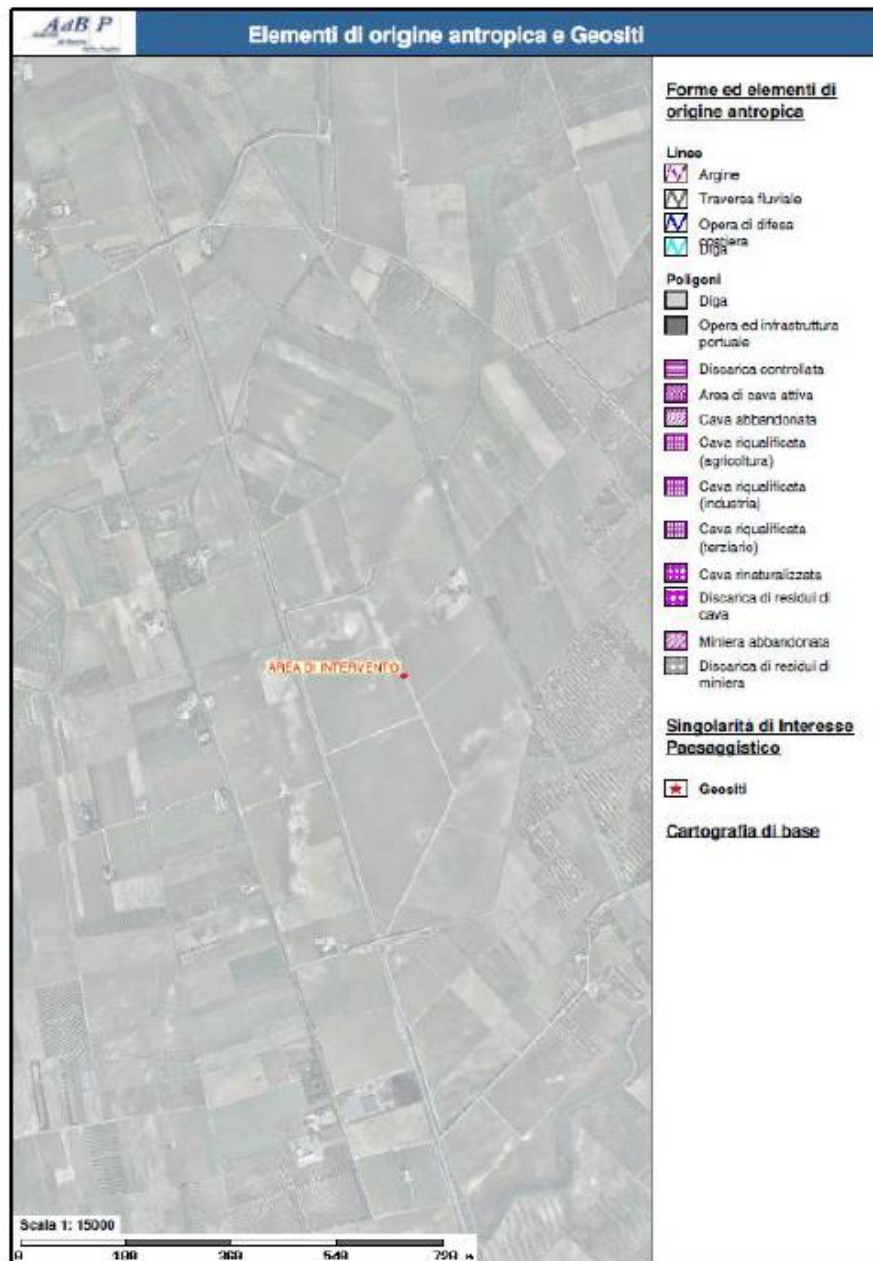 AdB P
Elementi di origine antropica e Geositi
Forme ed elementi di
origine antropica
Linee
Argine
Traversa fluviale
Opera di difesa
costiera
Diga
Poligoni
Diga
Opera ed infrastruttura
portuale
Discarica controllata
Area di cava attiva
Cava abbandonata
Cava riqualificata
(agricoltura)
Cava riqualificata
(industria)
Cava riqualificata
(terziario)
Cava rinaturalizzata
Discarica di residui di
cava
Miniera abbandonata
Discarica di residui di
miniera
Singolarità di Interesse
Paesaggistico
Geositi
Cartografia di base
AREA DI INTERVENTO
Scala 1: 15000
0 360 540 720 m